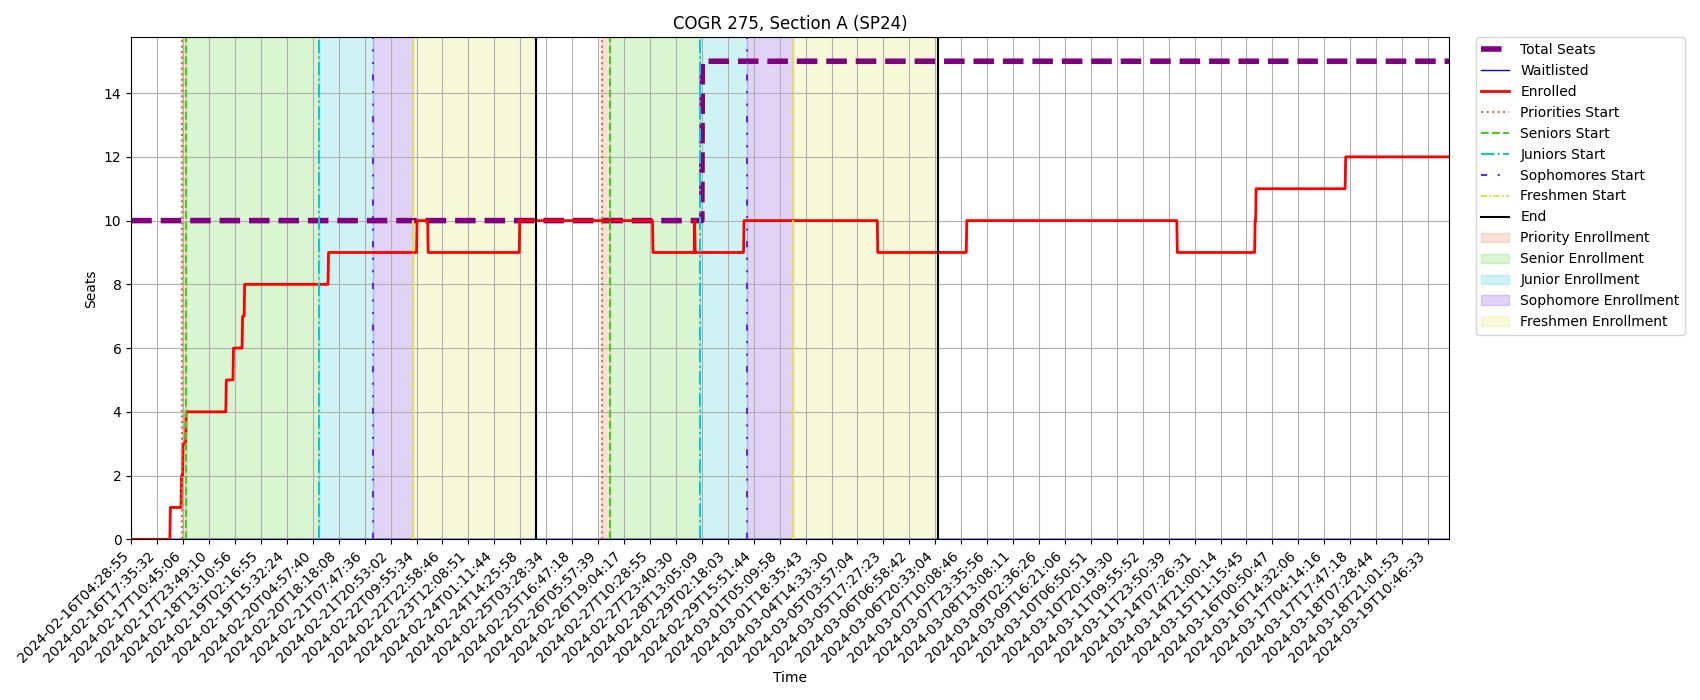 COGR 275, Section A (SP24)
Total Seats
Waitlisted
Enrolled
Priorities Start
Seniors Start
Juniors Start
Sophomores Start
Freshmen Start
End
Priority Enrollment
Senior Enrollment
Junior Enrollment
Sophomore Enrollment
Freshmen Enrollment
Seats
14
12
10
8
6
4
2
0
2024-02-16T04:28:55
2024-02-16T17:35:32
2024-02-17T10:45:06
2024-02-17T23:49:10
2024-02-18T13:10:56
2024-02-19T02:16:55
2024-02-19T15:32:24
2024-02-20T04:57:40
2024-02-20T18:18:08
2024-02-21T07:47:36
2024-02-21T20:53:02
2024-02-22T09:55:34
2024-02-22T22:58:46
2024-02-23T12:08:51
2024-02-24T01:11:44
2024-02-24T14:25:58
2024-02-25T03:28:34
2024-02-25T16:47:18
2024-02-26T05:57:39
2024-02-26T19:04:17
2024-02-27T10:28:55
2024-02-27T23:40:30
2024-02-28T13:05:09
2024-02-29T02:18:03
2024-02-29T15:51:44
2024-03-01T05:09:58
2024-03-01T18:35:43
2024-03-04T14:33:30
2024-03-05T03:57:04
2024-03-05T17:27:23
2024-03-06T06:58:42
2024-03-06T20:33:04
2024-03-07T10:08:46
2024-03-07T23:35:56
2024-03-08T13:08:11
2024-03-09T02:36:26
2024-03-09T16:21:06
2024-03-10T06:50:51
2024-03-10T20:19:30
2024-03-11T09:55:52
2024-03-11T23:50:39
2024-03-14T07:26:31
2024-03-14T21:00:14
2024-03-15T11:15:45
2024-03-16T00:50:47
2024-03-16T14:32:06
2024-03-17T04:14:16
2024-03-17T17:47:18
2024-03-18T07:28:44
2024-03-18T21:01:53
2024-03-19T10:46:33
Time